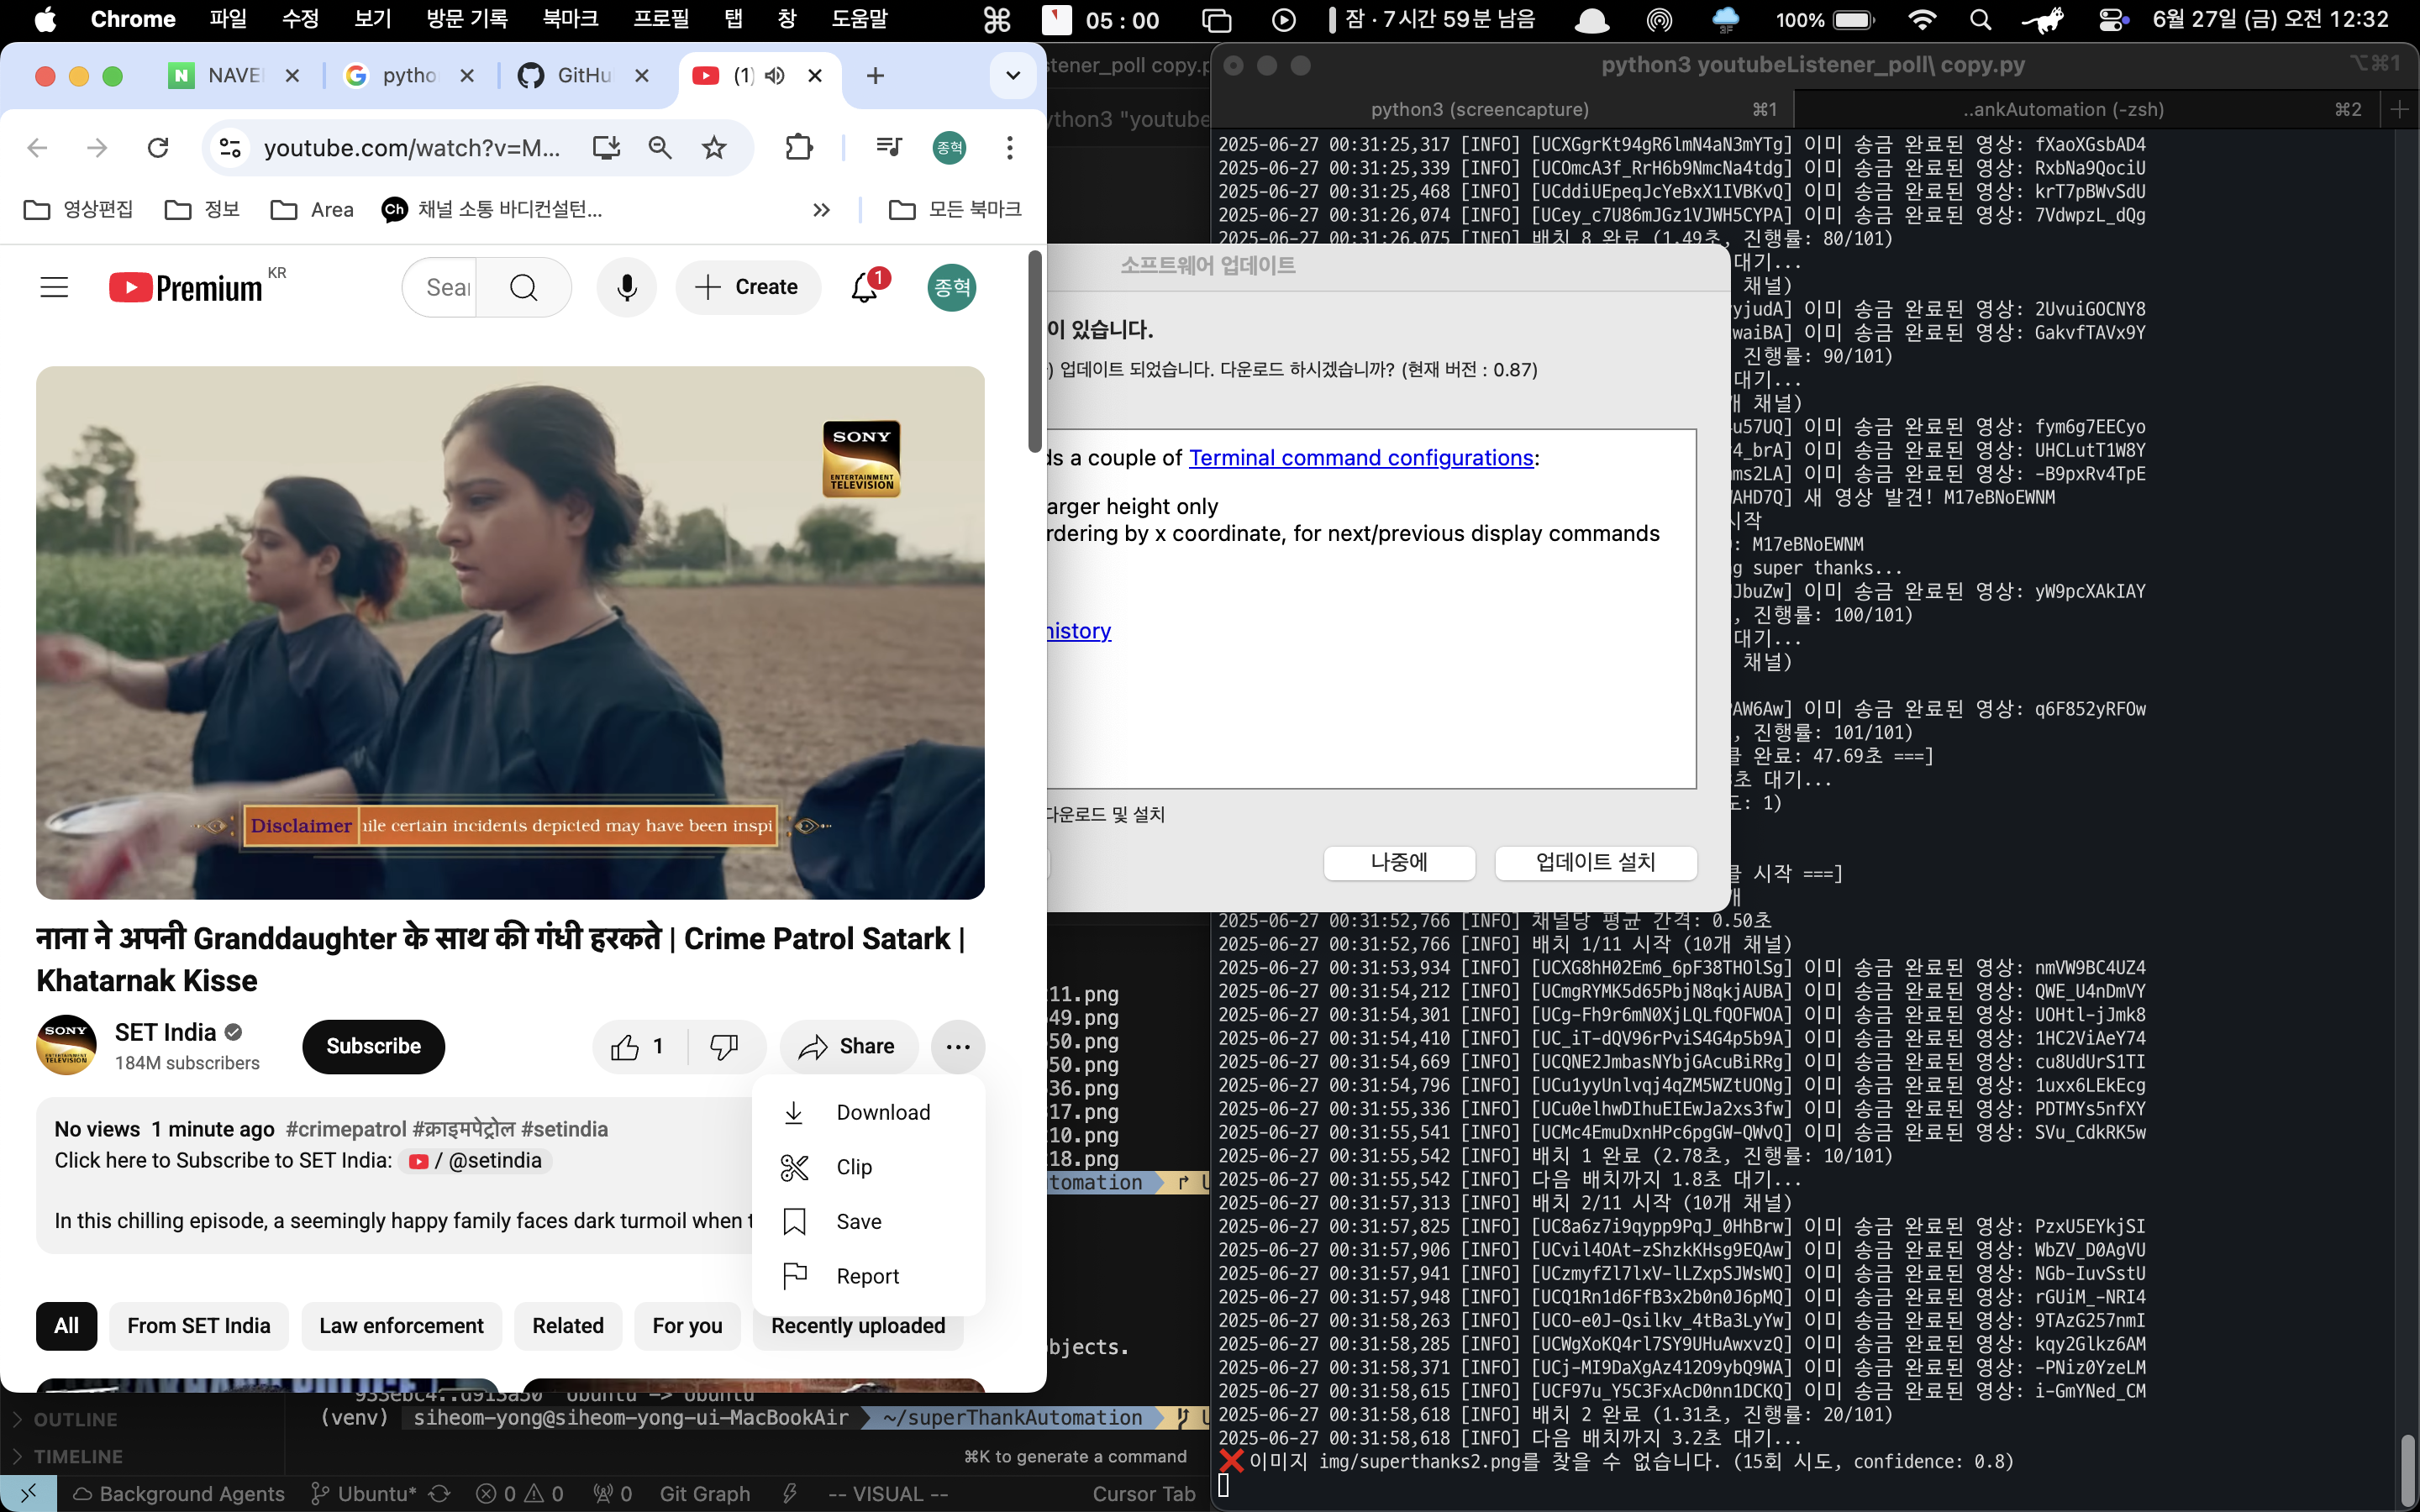 Chrome 파일 수정 보기 방문 기록 북마크 프로필 탭 창 도움말 05 : 00 잠 · 7시간 59분 남음 3F 100% 6월 27일 (금) 오전 12:32
NAVE pytho GitHu (1)
youtube.com/watch?v=M... 종혁
영상편집 정보 Area Ch 채널 소통 바디컨설턴... 모든 북마크
Premium KR Sear Create 1 종혁
SONY
ENTERTAINMENT
TELEVISION
Disclaimer hile certain incidents depicted may have been inspi
नाना ने अपनी Granddaughter के साथ की गंधी हरकते | Crime Patrol Satark |
Khatarnak Kisse
SONY
SET India
184M subscribers
Subscribe
1
Share
Download
Clip
Save
Report
No views 1 minute ago #crimepatrol #क्राइमपेट्रोल #setindia
Click here to Subscribe to SET India: / @setindia
In this chilling episode, a seemingly happy family faces dark turmoil when t
All From SET India Law enforcement Related For you Recently uploaded
stener_poll copy.p
ython3 "youtube
소프트웨어 업데이트
이 있습니다.
) 업데이트 되었습니다. 다운로드 하시겠습니까? (현재 버전 : 0.87)
ds a couple of Terminal command configurations:
arger height only
rdering by x coordinate, for next/previous display commands
history
다운로드 및 설치
나중에 업데이트 설치
11.png
49.png
50.png
50.png
36.png
17.png
10.png
18.png
tomation
bjects.
933ebc4..d913a50 Ubuntu -> Ubuntu
(venv) siheom-yong@siheom-yong-ui-MacBookAir ~/superThankAutomation
⌘K to generate a command
OUTLINE
TIMELINE
Background Agents Ubuntu* 0 0 0 Git Graph -- VISUAL -- Cursor Tab
python3 youtubeListener_poll\ copy.py ⌥⌘1
python3 (screencapture) ⌘1 ..ankAutomation (-zsh) ⌘2
2025-06-27 00:31:25,317 [INFO] [UCXGgrKt94gR6lmN4aN3mYTg] 이미 송금 완료된 영상: fXaoXGsbAD4
2025-06-27 00:31:25,339 [INFO] [UCOmcA3f_RrH6b9NmcNa4tdg] 이미 송금 완료된 영상: RxbNa9QociU
2025-06-27 00:31:25,468 [INFO] [UCddiUEpeqJcYeBxX1IVBKvQ] 이미 송금 완료된 영상: krT7pBWvSdU
2025-06-27 00:31:26,074 [INFO] [UCey_c7U86mJGz1VJWH5CYPA] 이미 송금 완료된 영상: 7VdwpzL_dQg
2025-06-27 00:31:26,075 [INFO] 배치 8 완료 (1.49초, 진행률: 80/101)
대기...
채널)
yjudA] 이미 송금 완료된 영상: 2UvuiGOCNY8
waiBA] 이미 송금 완료된 영상: GakvfTAVx9Y
진행률: 90/101)
대기...
개 채널)
u57UQ] 이미 송금 완료된 영상: fym6g7EECyo
4_brA] 이미 송금 완료된 영상: UHCLutT1W8Y
ms2LA] 이미 송금 완료된 영상: -B9pxRv4TpE
AHD7Q] 새 영상 발견! M17eBNoEWNM
시작
: M17eBNoEWNM
g super thanks...
JbuZw] 이미 송금 완료된 영상: yW9pcXAkIAY
, 진행률: 100/101)
대기...
채널)
AW6Aw] 이미 송금 완료된 영상: q6F852yRFOw
, 진행률: 101/101)
클 완료: 47.69초 ===]
초 대기...
도: 1)
클 시작 ===]
개
2025-06-27 00:31:52,766 [INFO] 채널당 평균 간격: 0.50초
2025-06-27 00:31:52,766 [INFO] 배치 1/11 시작 (10개 채널)
2025-06-27 00:31:53,934 [INFO] [UCXG8hH02Em6_6pF38THOlSg] 이미 송금 완료된 영상: nmVW9BC4UZ4
2025-06-27 00:31:54,212 [INFO] [UCmgRYMK5d65PbjN8qkjAUBA] 이미 송금 완료된 영상: QWE_U4nDmVY
2025-06-27 00:31:54,301 [INFO] [UCg-Fh9r6mN0XjLQLfQOFWOA] 이미 송금 완료된 영상: UOHtl-jJmk8
2025-06-27 00:31:54,410 [INFO] [UC_iT-dQV96rPviS4G4p5b9A] 이미 송금 완료된 영상: 1HC2ViAeY74
2025-06-27 00:31:54,669 [INFO] [UCQNE2JmbasNYbjGAcuBiRRg] 이미 송금 완료된 영상: cu8UdUrS1TI
2025-06-27 00:31:54,796 [INFO] [UCu1yyUnlvqj4qZM5WZtUONg] 이미 송금 완료된 영상: 1uxx6LEkEcg
2025-06-27 00:31:55,336 [INFO] [UCu0elhwDIhuEIEwJa2xs3fw] 이미 송금 완료된 영상: PDTMYs5nfXY
2025-06-27 00:31:55,541 [INFO] [UCMc4EmuDxnHPc6pgGW-QWvQ] 이미 송금 완료된 영상: SVu_CdkRK5w
2025-06-27 00:31:55,542 [INFO] 배치 1 완료 (2.78초, 진행률: 10/101)
2025-06-27 00:31:55,542 [INFO] 다음 배치까지 1.8초 대기...
2025-06-27 00:31:57,313 [INFO] 배치 2/11 시작 (10개 채널)
2025-06-27 00:31:57,825 [INFO] [UC8a6z7i9qypp9PqJ_0HhBrw] 이미 송금 완료된 영상: PzxU5EYkjSI
2025-06-27 00:31:57,906 [INFO] [UCvil4OAt-zShzkKHsg9EQAw] 이미 송금 완료된 영상: WbZV_D0AgVU
2025-06-27 00:31:57,941 [INFO] [UCzmyfZl7lxV-lLZxpSJWsWQ] 이미 송금 완료된 영상: NGb-IuvSstU
2025-06-27 00:31:57,948 [INFO] [UCQ1Rn1d6FfB3x2b0n0J6pMQ] 이미 송금 완료된 영상: rGUiM_-NRI4
2025-06-27 00:31:58,263 [INFO] [UCO-e0J-Qsilkv_4tBa3LyYw] 이미 송금 완료된 영상: 9TAzG257nmI
2025-06-27 00:31:58,285 [INFO] [UCWgXoKQ4rl7SY9UHuAwxvzQ] 이미 송금 완료된 영상: kqy2Glkz6AM
2025-06-27 00:31:58,371 [INFO] [UCj-MI9DaXgAz412O9ybQ9WA] 이미 송금 완료된 영상: -PNiz0YzeLM
2025-06-27 00:31:58,615 [INFO] [UCF97u_Y5C3FxAcD0nn1DCKQ] 이미 송금 완료된 영상: i-GmYNed_CM
2025-06-27 00:31:58,618 [INFO] 배치 2 완료 (1.31초, 진행률: 20/101)
2025-06-27 00:31:58,618 [INFO] 다음 배치까지 3.2초 대기...
❌이미지 img/superthanks2.png를 찾을 수 없습니다. (15회 시도, confidence: 0.8)